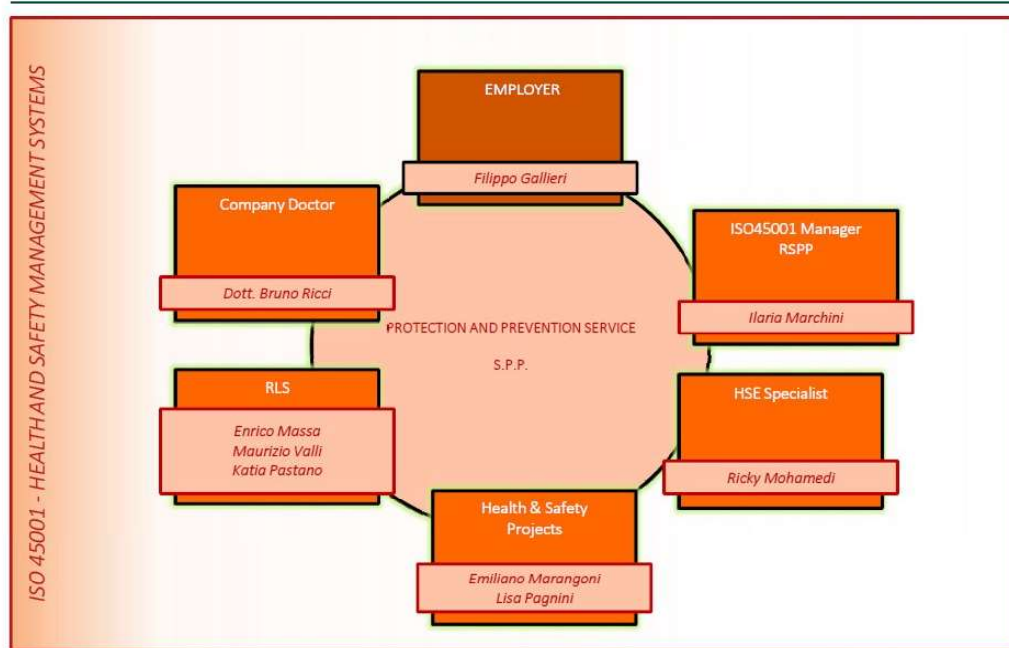 ISO 45001 - HEALTH AND SAFETY MANAGEMENT SYSTEMS
EMPLOYER
Filippo Gallieri
Company Doctor
Dott. Bruno Ricci
ISO45001 Manager
RSPP
Ilaria Marchini
PROTECTION AND PREVENTION SERVICE
S.P.P.
RLS
Enrico Massa
Maurizio Valli
Katia Pastano
HSE Specialist
Ricky Mohamedi
Health & Safety
Projects
Emiliano Marangoni
Lisa Pagnini